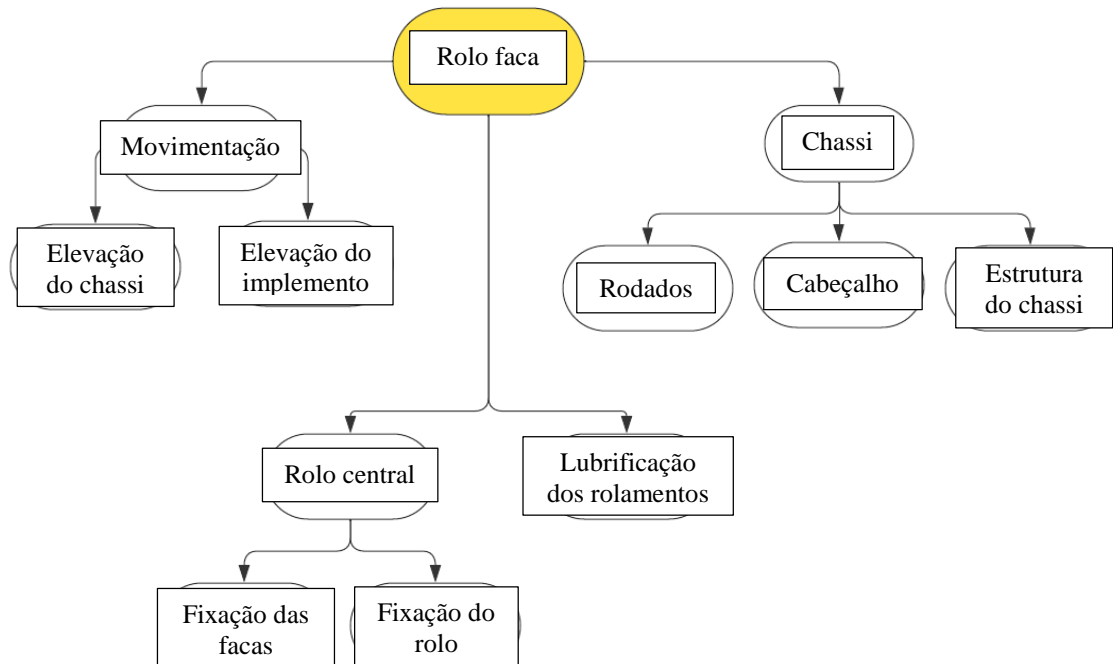 Rolo faca
Movimentação
Chassi
Elevação
do chassi
Elevação do
implemento
Rodados
Cabeçalho
Estrutura
do chassi
Rolo central
Lubrificação
dos rolamentos
Fixação das
facas
Fixação do
rolo